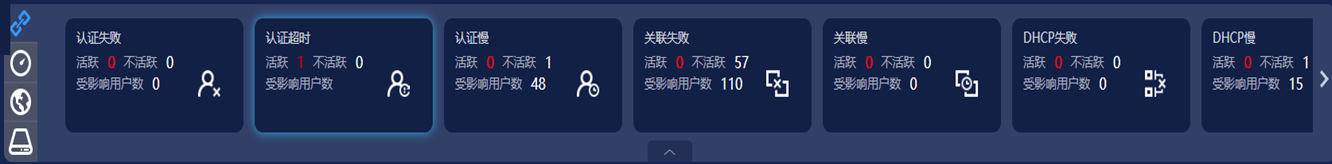 认证失败
活跃 0 不活跃 0
受影响用户数 0
认证超时
活跃 1 不活跃 0
受影响用户数
认证慢
活跃 0 不活跃 1
受影响用户数 48
关联失败
活跃 0 不活跃 57
受影响用户数 110
关联慢
活跃 0 不活跃 0
受影响用户数 0
DHCP失败
活跃 0 不活跃 0
受影响用户数 0
DHCP慢
活跃 0 不活跃 1
受影响用户数 15